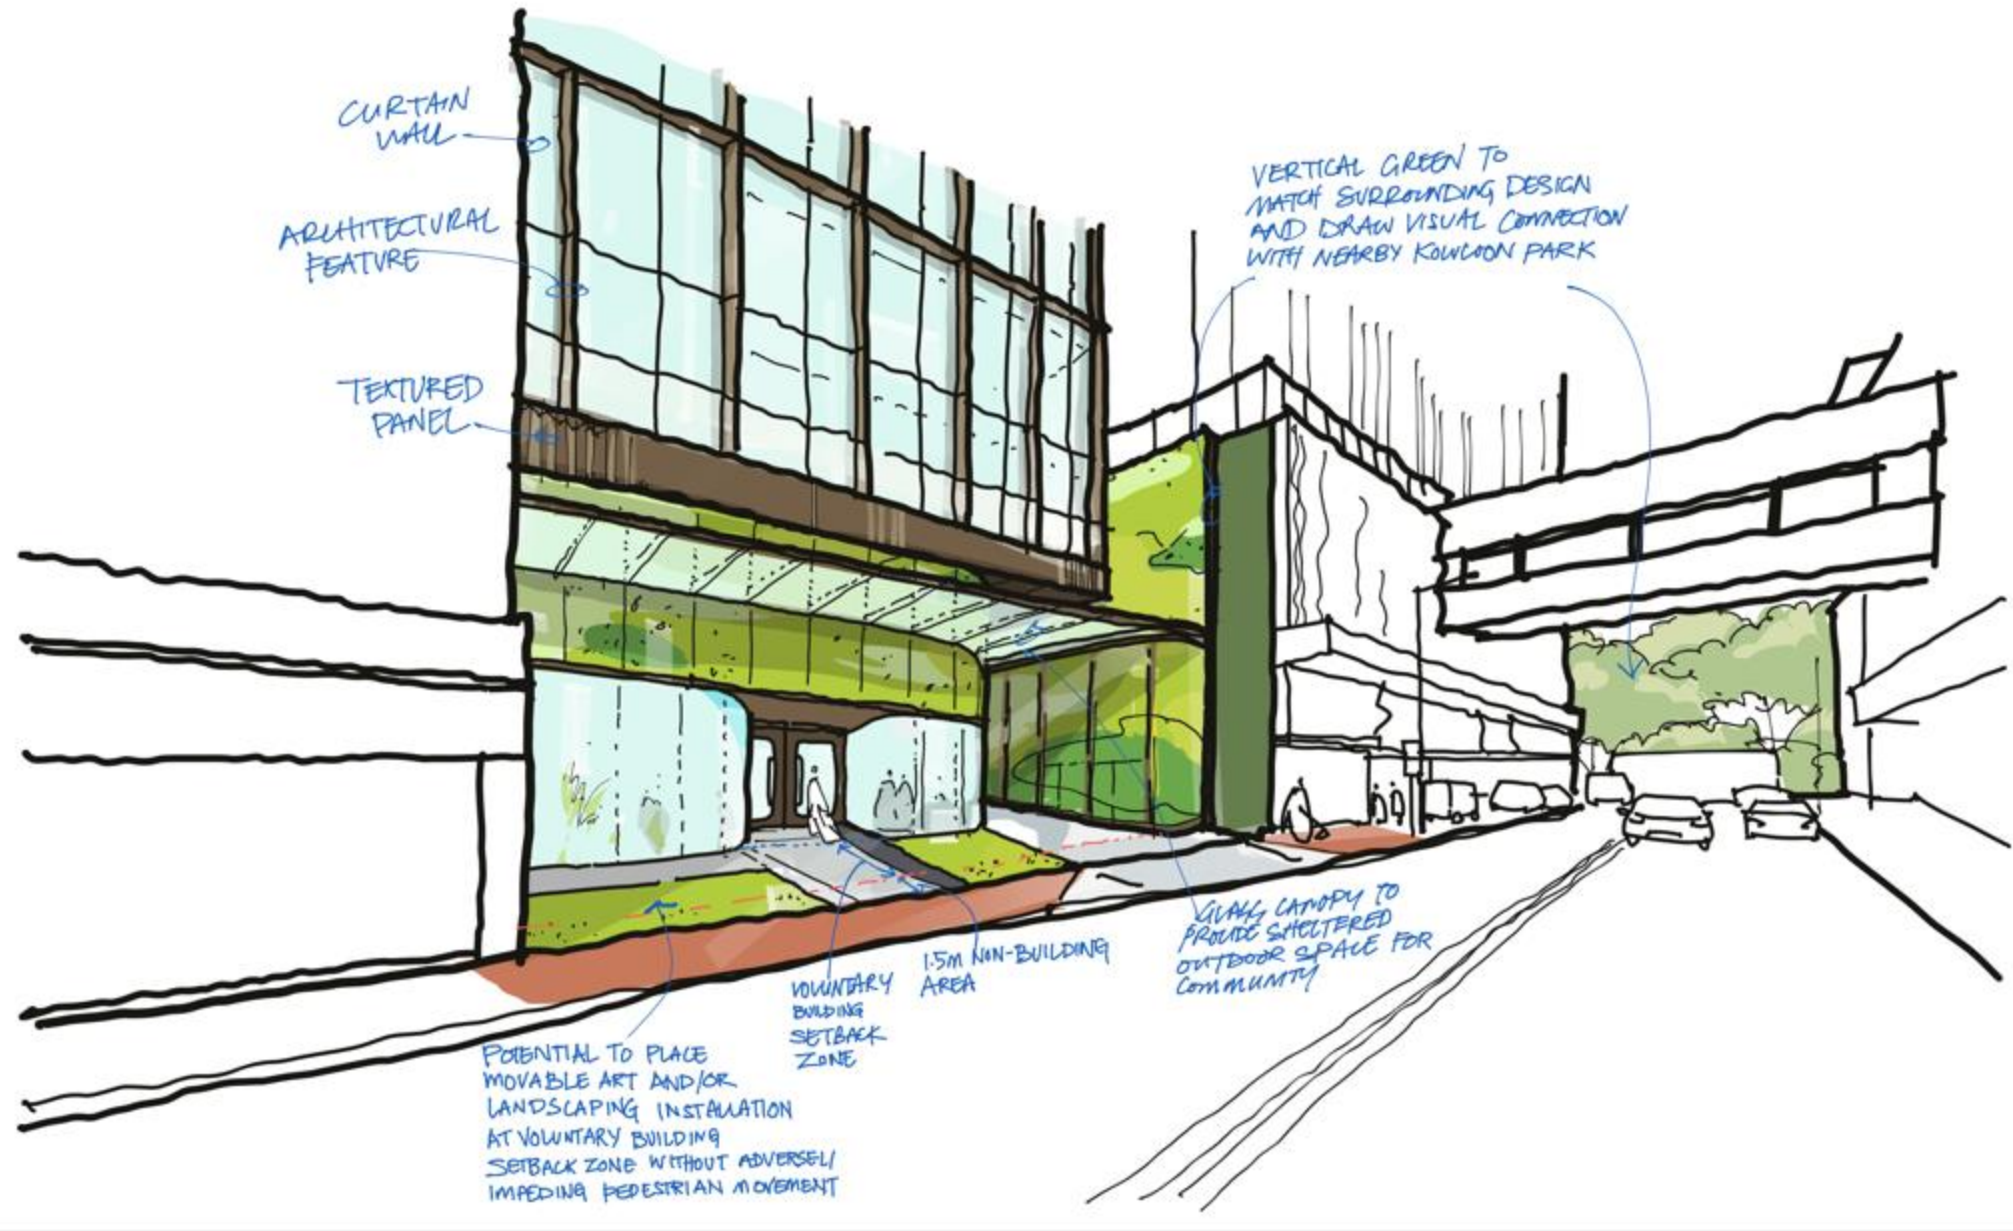 CURTAIN
WALL
ARCHITECTURAL
FEATURE
TEXTURED
PANEL
VERTICAL GREEN TO
MATCH SURROUNDING DESIGN
AND DRAW VISUAL CONNECTION
WITH NEARBY KOWLOON PARK
GLASS CANOPY TO
PROVIDE SHELTERED
OUTDOOR SPACE FOR
COMMUNITY
1.5M NON-BUILDING
AREA
VOLUNTARY
BUILDING
SETBACK
ZONE
POTENTIAL TO PLACE
MOVABLE ART AND/OR
LANDSCAPING INSTALLATION
AT VOLUNTARY BUILDING
SETBACK ZONE WITHOUT ADVERSELY
IMPEDING PEDESTRIAN MOVEMENT